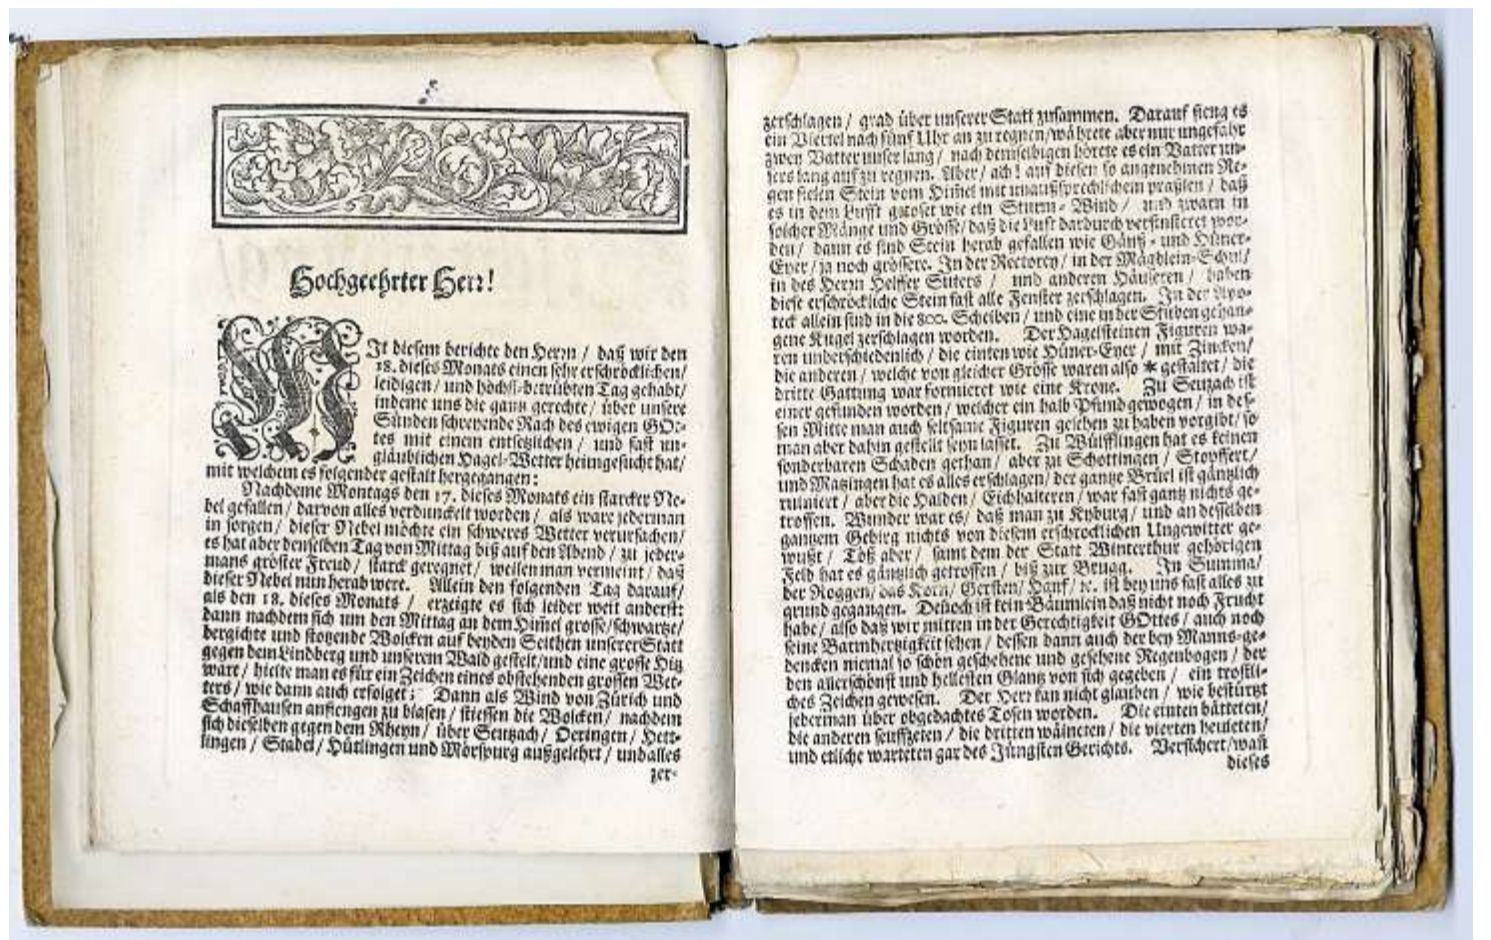 Hochgeehrter Herr!
MIt diesem berichte den Herrn / daß wir den
18. dieses Monats einen sehr erschröcklichen/
leidigen / und höchst-betrübten Tag gehabt/
indeme uns die gantz gerechte / über unsere
Sünden schreyende Rach des ewigen GOt-
tes mit einem entsetzlichen / und fast un-
gläublichen Hagel-Wetter heimgesucht hat/
mit welchem es folgender gestalt hergegangen:
Nachdeme Montags den 17. dieses Monats ein starcker Ne-
bel gefallen / darvon alles verdunckelt worden / als ware jederman
in sorgen / dieser Nebel möchte ein schweres Wetter verursachen/
es hat aber denselben Tag von Mittag biß auf den Abend / zu jeder-
mans gröster Freud / starck geregnet / weilen man vermeint / daß
dieser Nebel nun herab were. Allein den folgenden Tag darauf/
als den 18. dieses Monats / erzeigte es sich leider weit anderst:
dann nachdem sich um den Mittag an dem Him̃el grosse/schwartze/
bergichte und stotzende Wolcken auf beyden Seithen unserer Statt
gegen dem Lindberg und unserem Wald gestelt/und eine grosse Hitz
ware / hielte man es für ein Zeichen eines obstehenden grossen Wet-
ters / wie dann auch erfolget; Dann als Wind von Zürich und
Schaffhausen anfiengen zu blasen / stiessen die Wolcken / nachdem
sich dieselben gegen dem Rheyn / über Seutzach / Oeringen / Hett-
lingen / Stadel / Hütlingen und Mörspurg außgelehrt / und alles
zer-
zerschlagen / grad über unserer Statt zusammen. Darauf fieng es
ein Viertel nach fünf Uhr an zu regnen/währete aber nur ungefähr
zwey Vatter unser lang / nach demselbigen hörete es ein Vatter un-
sers lang auf zu regnen. Aber / ach! auf diesen so angenehmen Re-
gen fielen Stein vom Him̃el mit unaußsprechlichem praßlen / daß
es in dem Lufft getoset wie ein Sturm-Wind / und zwarn in
solcher Mänge und Grösse/daß die Luft dardurch verfinsteret wor-
den / dann es sind Stein herab gefallen wie Gänß- und Hüner-
Eyer / ja noch grössere. In der Rectorey / in der Mägdlein-Schul/
in des Herrn Helffer Suters / und anderen Häuseren / haben
diese erschröckliche Stein fast alle Fenster zerschlagen. In der Apo-
teck allein sind in die 800. Scheiben / und eine in der Stuben gehan-
gene Kugel zerschlagen worden. Der Hagelsteinen Figuren wa-
ren underschiedenlich / die einten wie Hüner-Eyer / mit Zincken/
die anderen / welche von gleicher Grösse waren also * gestaltet / die
dritte Gattung war formieret wie eine Krone. Zu Seutzach ist
einer gefunden worden / welcher ein halb Pfund gewogen / in des-
sen Mitte man auch seltsame Figuren gesehen zu haben vorgibt/so
man aber dahin gestellt seyn lasset. Zu Wülfflingen hat es keinen
sonderbaren Schaden gethan / aber zu Schottingen / Stoyffert/
und Matzingen hat es alles erschlagen / der gantze Brüel ist gäntzlich
ruiniert / aber die Halden / Eichhalteren / war fast gantz nichts ge-
troffen. Wunder war es / daß man zu Kyburg / und an desselben
gantzem Gebirg nichts von diesem erschrocklichen Ungewitter ge-
wußt / Töß aber / samt dem der Statt Winterthur gehörigen
Feld hat es gäntzlich getroffen / biß zur Brugg. In Summa/
der Roggen / das Korn / Gersten / Hanf / ꝛc. ist bey uns fast alles zu
grund gegangen. Deñoch ist kein Bäumlein daß nicht noch Frucht
habe / also daß wir mitten in der Gerechtigkeit GOttes / auch noch
seine Barmhertzigkeit sehen / dessen dann auch der bey Manns-ge-
dencken niemal so schön geschehene und gesehene Regenbogen / der
den allerschönst und hellesten Glantz von sich gegeben / ein tröstli-
ches Zeichen gewesen. Der Herr kan nicht glauben / wie bestürtzt
jederman über obgedachtes Tosen worden. Die einten bätteten/
die anderen seuffzeten / die dritten wäineten / die vierten heuleten/
und etliche warteten gar des Jüngsten Gerichts. Versichert/wañ
dieses